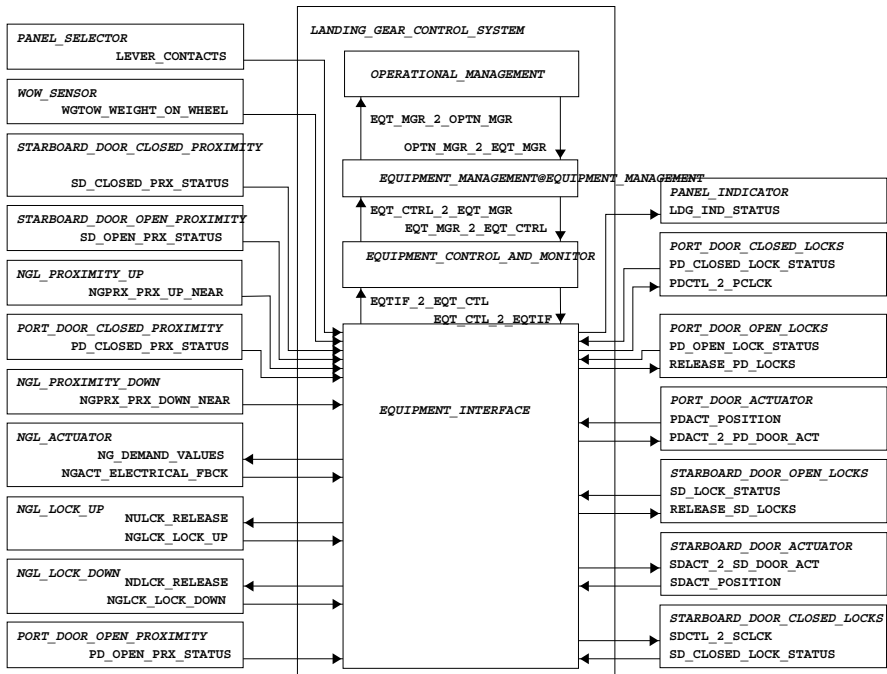 PANEL_SELECTOR
LEVER_CONTACTS
WOW_SENSOR
WGTOW_WEIGHT_ON_WHEEL
STARBOARD_DOOR_CLOSED_PROXIMITY
SD_CLOSED_PRX_STATUS
STARBOARD_DOOR_OPEN_PROXIMITY
SD_OPEN_PRX_STATUS
NGL_PROXIMITY_UP
NGPRX_PRX_UP_NEAR
PORT_DOOR_CLOSED_PROXIMITY
PD_CLOSED_PRX_STATUS
NGL_PROXIMITY_DOWN
NGPRX_PRX_DOWN_NEAR
NGL_ACTUATOR
NG_DEMAND_VALUES
NGACT_ELECTRICAL_FBCK
NGL_LOCK_UP
NULCK_RELEASE
NGLCK_LOCK_UP
NGL_LOCK_DOWN
NDLCK_RELEASE
NGLCK_LOCK_DOWN
PORT_DOOR_OPEN_PROXIMITY
PD_OPEN_PRX_STATUS
LANDING_GEAR_CONTROL_SYSTEM
OPERATIONAL_MANAGEMENT
EQT_MGR_2_OPTN_MGR
OPTN_MGR_2_EQT_MGR
EQUIPMENT_MANAGEMENT@EQUIPMENT_MANAGEMENT
EQT_CTRL_2_EQT_MGR
EQT_MGR_2_EQT_CTRL
EQUIPMENT_CONTROL_AND_MONITOR
EQTIF_2_EQT_CTL
EQT_CTL_2_EQTIF
EQUIPMENT_INTERFACE
PANEL_INDICATOR
LDG_IND_STATUS
PORT_DOOR_CLOSED_LOCKS
PD_CLOSED_LOCK_STATUS
PDCTL_2_PCLCK
PORT_DOOR_OPEN_LOCKS
PD_OPEN_LOCK_STATUS
RELEASE_PD_LOCKS
PORT_DOOR_ACTUATOR
PDACT_POSITION
PDACT_2_PD_DOOR_ACT
STARBOARD_DOOR_OPEN_LOCKS
SD_LOCK_STATUS
RELEASE_SD_LOCKS
STARBOARD_DOOR_ACTUATOR
SDACT_2_SD_DOOR_ACT
SDACT_POSITION
STARBOARD_DOOR_CLOSED_LOCKS
SDCTL_2_SCLCK
SD_CLOSED_LOCK_STATUS